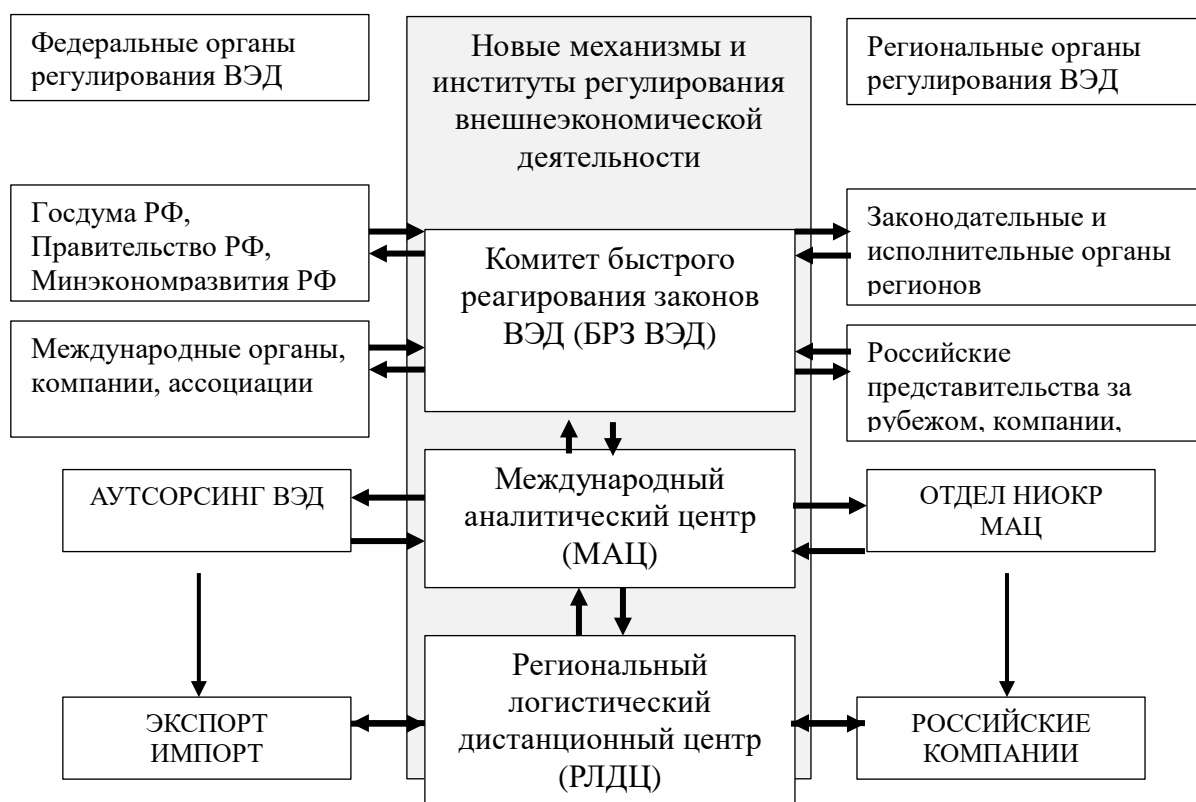 Федеральные органы
регулирования ВЭД
Новые механизмы и
институты регулирования
внешнеэкономической
деятельности
Региональные органы
регулирования ВЭД
Госдума РФ,
Правительство РФ,
Минэкономразвития РФ
Комитет быстрого
реагирования законов
ВЭД (БРЗ ВЭД)
Законодательные и
исполнительные органы
регионов
Международные органы,
компании, ассоциации
Российские
представительства за
рубежом, компании,
АУТСОРСИНГ ВЭД
Международный
аналитический центр
(МАЦ)
ОТДЕЛ НИОКР
МАЦ
ЭКСПОРТ
ИМПОРТ
Региональный
логистический
дистанционный центр
(РЛДЦ)
РОССИЙСКИЕ
КОМПАНИИ